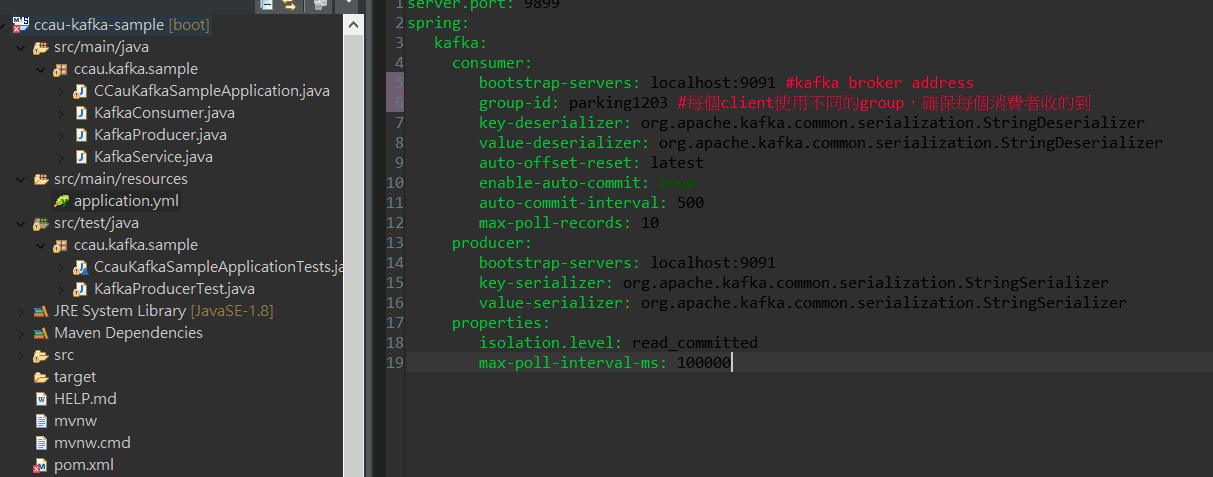 ccau-kafka-sample [boot]
src/main/java
ccau.kafka.sample
CCauKafkaSampleApplication.java
KafkaConsumer.java
KafkaProducer.java
KafkaService.java
src/main/resources
application.yml
src/test/java
ccau.kafka.sample
CcauKafkaSampleApplicationTests.j
KafkaProducerTest.java
JRE System Library [JavaSE-1.8]
Maven Dependencies
src
target
HELP.md
mvnw
mvnw.cmd
pom.xml
1 server.port: 9899
2 spring:
3 kafka:
4 consumer:
5 bootstrap-servers: localhost:9091 #kafka broker address
6 group-id: parking1203 #每個client使用不同的group，確保每個消費者收的到
7 key-deserializer: org.apache.kafka.common.serialization.StringDeserializer
8 value-deserializer: org.apache.kafka.common.serialization.StringDeserializer
9 auto-offset-reset: latest
10 enable-auto-commit: true
11 auto-commit-interval: 500
12 max-poll-records: 10
13 producer:
14 bootstrap-servers: localhost:9091
15 key-serializer: org.apache.kafka.common.serialization.StringSerializer
16 value-serializer: org.apache.kafka.common.serialization.StringSerializer
17 properties:
18 isolation.level: read_committed
19 max-poll-interval-ms: 100000